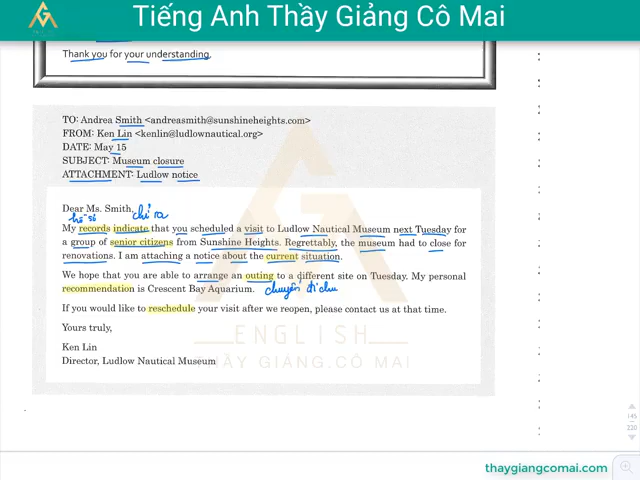 Tiếng Anh Thầy Giảng Cô Mai
Thank you for your understanding.
TO: Andrea Smith <andreasmith@sunshineheights.com>
FROM: Ken Lin <kenlin@ludlownautical.org>
DATE: May 15
SUBJECT: Museum closure
ATTACHMENT: Ludlow notice
Dear Ms. Smith,
hồ sơ chỉ ra
My records indicate that you scheduled a visit to Ludlow Nautical Museum next Tuesday for
a group of senior citizens from Sunshine Heights. Regrettably, the museum had to close for
renovations. I am attaching a notice about the current situation.
We hope that you are able to arrange an outing to a different site on Tuesday. My personal
recommendation is Crescent Bay Aquarium. chuyến đi chơi
If you would like to reschedule your visit after we reopen, please contact us at that time.
Yours truly,
ENGLISH
Ken Lin
Director, Ludlow Nautical Museum
THẦY GIẢNG.CÔ MAI
145
220
thaygiangcomai.com